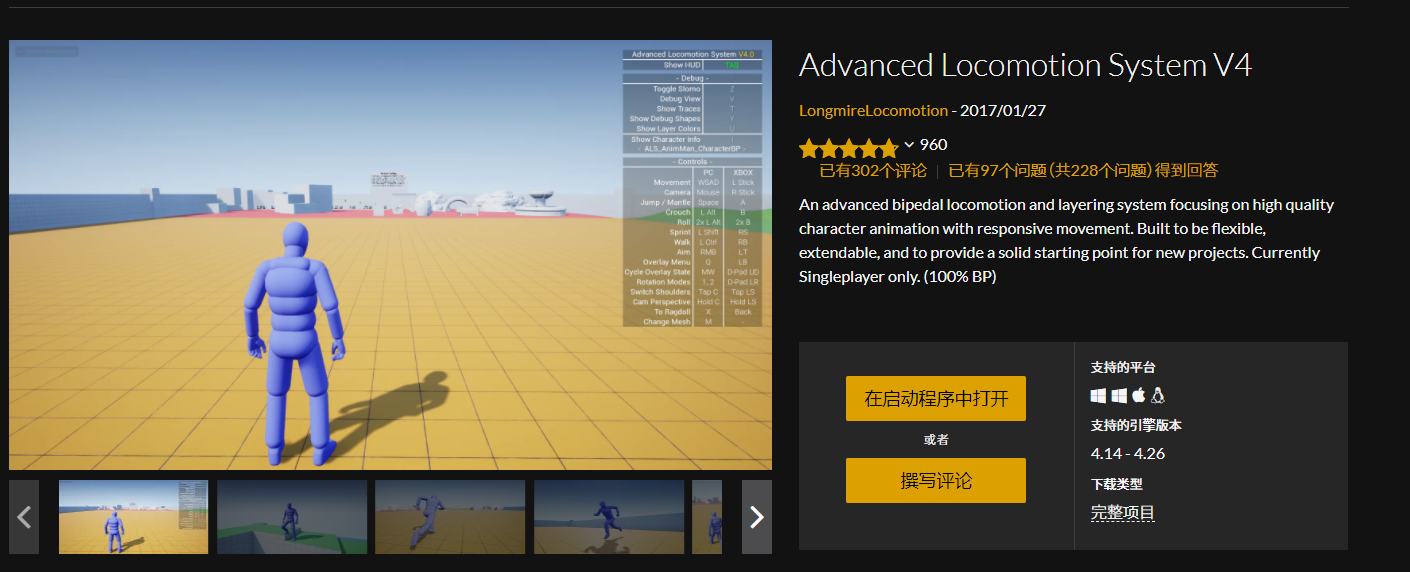 Advanced Locomotion System V4.0
Show HUD TAB
- Debug -
Toggle Slomo Z
Debug View V
Show Traces T
Show Debug Shapes Y
Show Layer Colors U
Show Character Info I
< ALS_AnimMan_CharacterBP >
- Controls -
PC XBOX
Movement WSAD L Stick
Camera Mouse R Stick
Jump / Mantle Space A
Crouch L Alt B
Roll 2x L Alt 2x B
Sprint L Shift RS
Walk L Ctrl RB
Aim RMB LT
Overlay Menu Q LB
Cycle Overlay State MW D-Pad UD
Rotation Modes 1, 2 D-Pad LR
Switch Shoulders Tap C Tap LS
Cam Perspective Hold C Hold LS
To Ragdoll X Back
Change Mesh M -
Advanced Locomotion System V4
LongmireLocomotion - 2017/01/27
960
已有302个评论 | 已有97个问题 (共228个问题) 得到回答
An advanced bipedal locomotion and layering system focusing on high quality
character animation with responsive movement. Built to be flexible,
extendable, and to provide a solid starting point for new projects. Currently
Singleplayer only. (100% BP)
在启动程序中打开
或者
撰写评论
支持的平台
支持的引擎版本
4.14 - 4.26
下载类型
完整项目